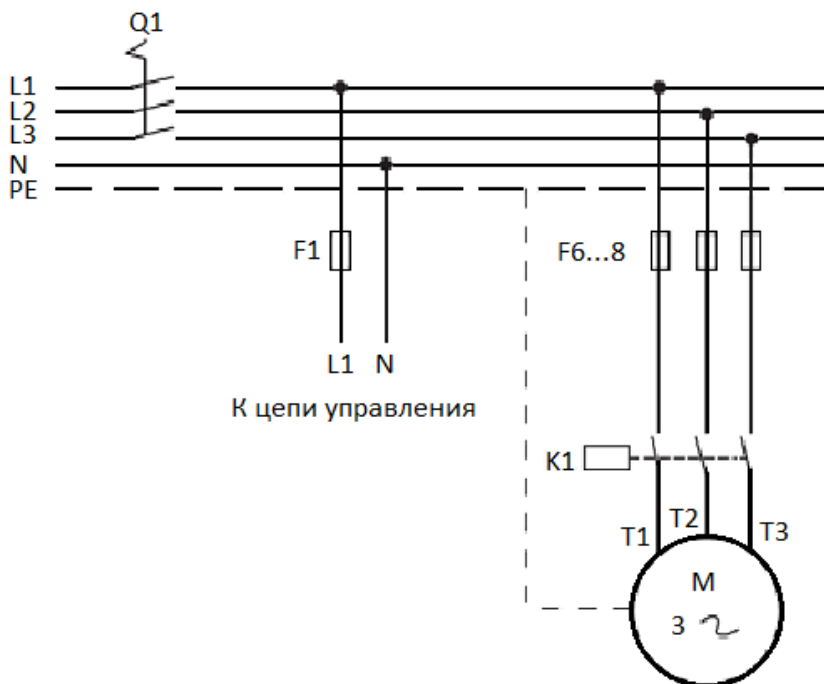 Q1
L1
L2
L3
N
PE
F1
F6...8
L1 N
К цепи управления
K1
T1 T2 T3
M
3